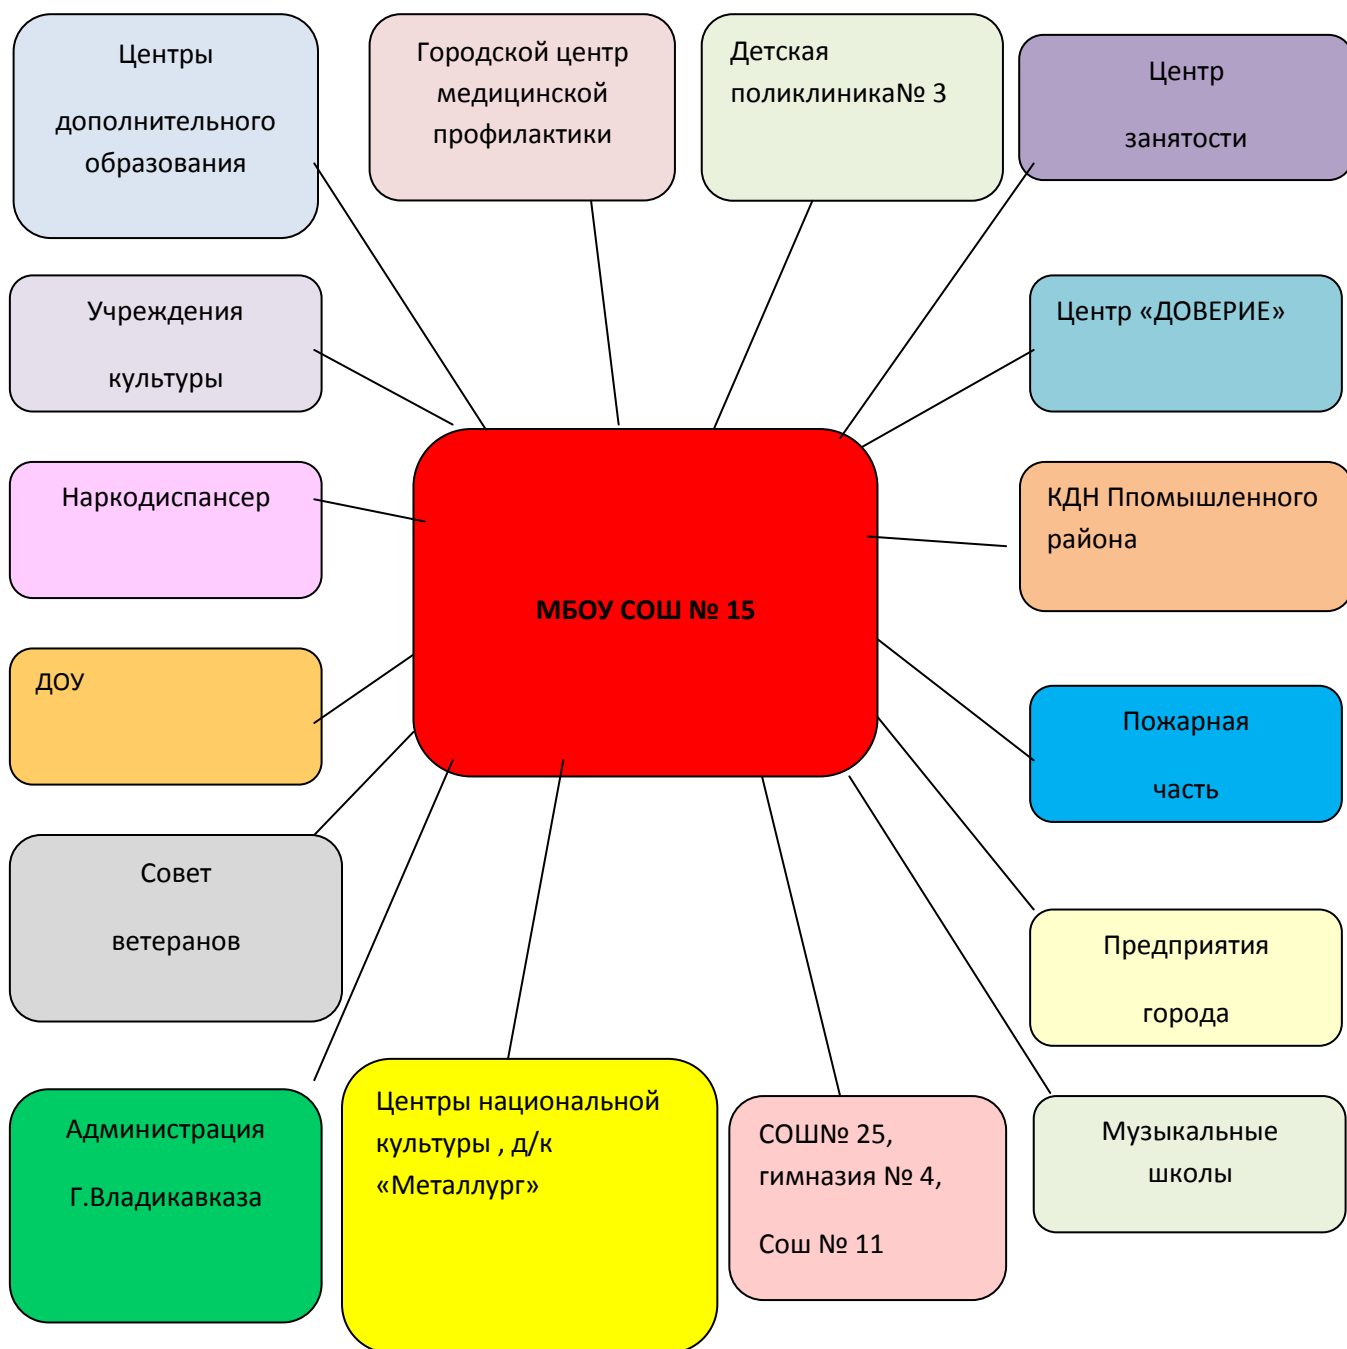 Центры
дополнительного
образования
Городской центр
медицинской
профилактики
Детская
поликлиника№ 3
Центр
занятости
Учреждения
культуры
Центр «ДОВЕРИЕ»
Наркодиспансер
КДН Ппомышленного
района
МБОУ СОШ № 15
ДОУ
Пожарная
часть
Совет
ветеранов
Предприятия
города
Администрация
Г.Владикавказа
Центры национальной
культуры , д/к
«Металлург»
СОШ№ 25,
гимназия № 4,
Сош № 11
Музыкальные
школы